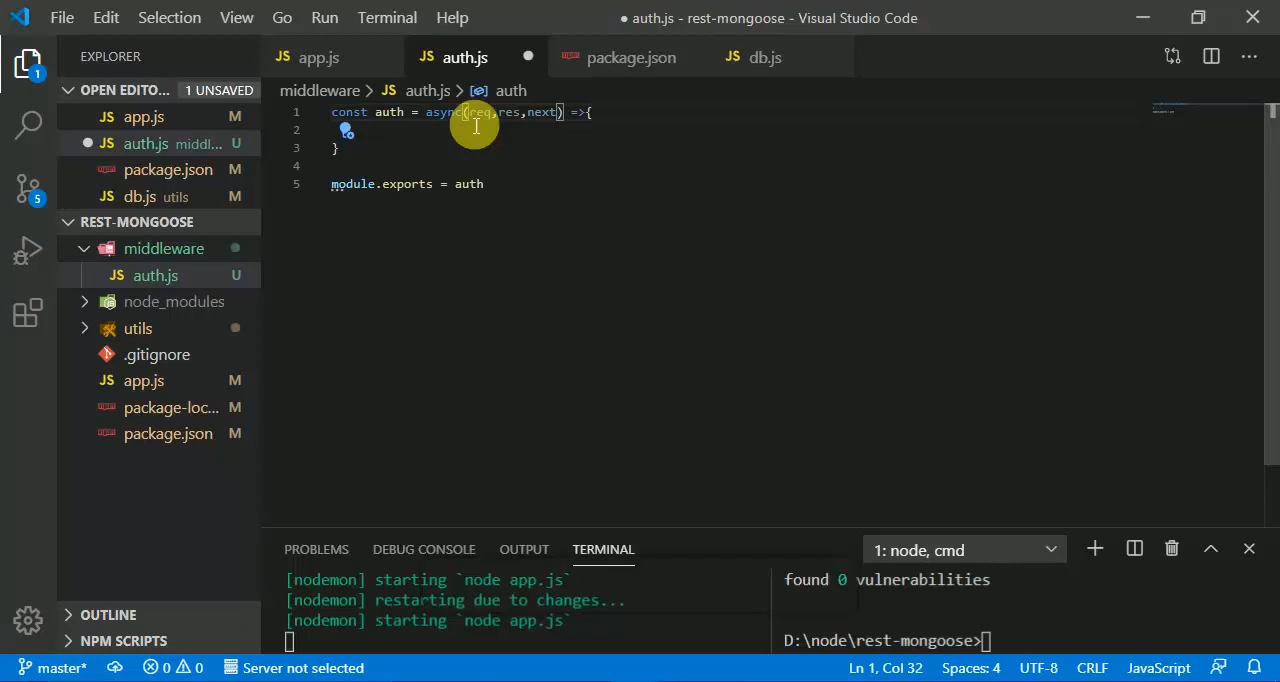 File Edit Selection View Go Run Terminal Help ● auth.js - rest-mongoose - Visual Studio Code
EXPLORER
JS app.js JS auth.js package.json JS db.js
OPEN EDITO... 1 UNSAVED
JS app.js M
JS auth.js middl... U
package.json M
JS db.js utils M
REST-MONGOOSE
middleware
JS auth.js U
node_modules
utils
.gitignore
JS app.js M
package-loc... M
package.json M
OUTLINE
NPM SCRIPTS
1
5
middleware > JS auth.js > auth
1 const auth = async(req,res,next) =>{
2
3 }
4
5 module.exports = auth
PROBLEMS DEBUG CONSOLE OUTPUT TERMINAL 1: node, cmd
[nodemon] starting `node app.js`
[nodemon] restarting due to changes...
[nodemon] starting `node app.js`
found 0 vulnerabilities
D:\node\rest-mongoose>
master* 0 0 Server not selected Ln 1, Col 32 Spaces: 4 UTF-8 CRLF JavaScript